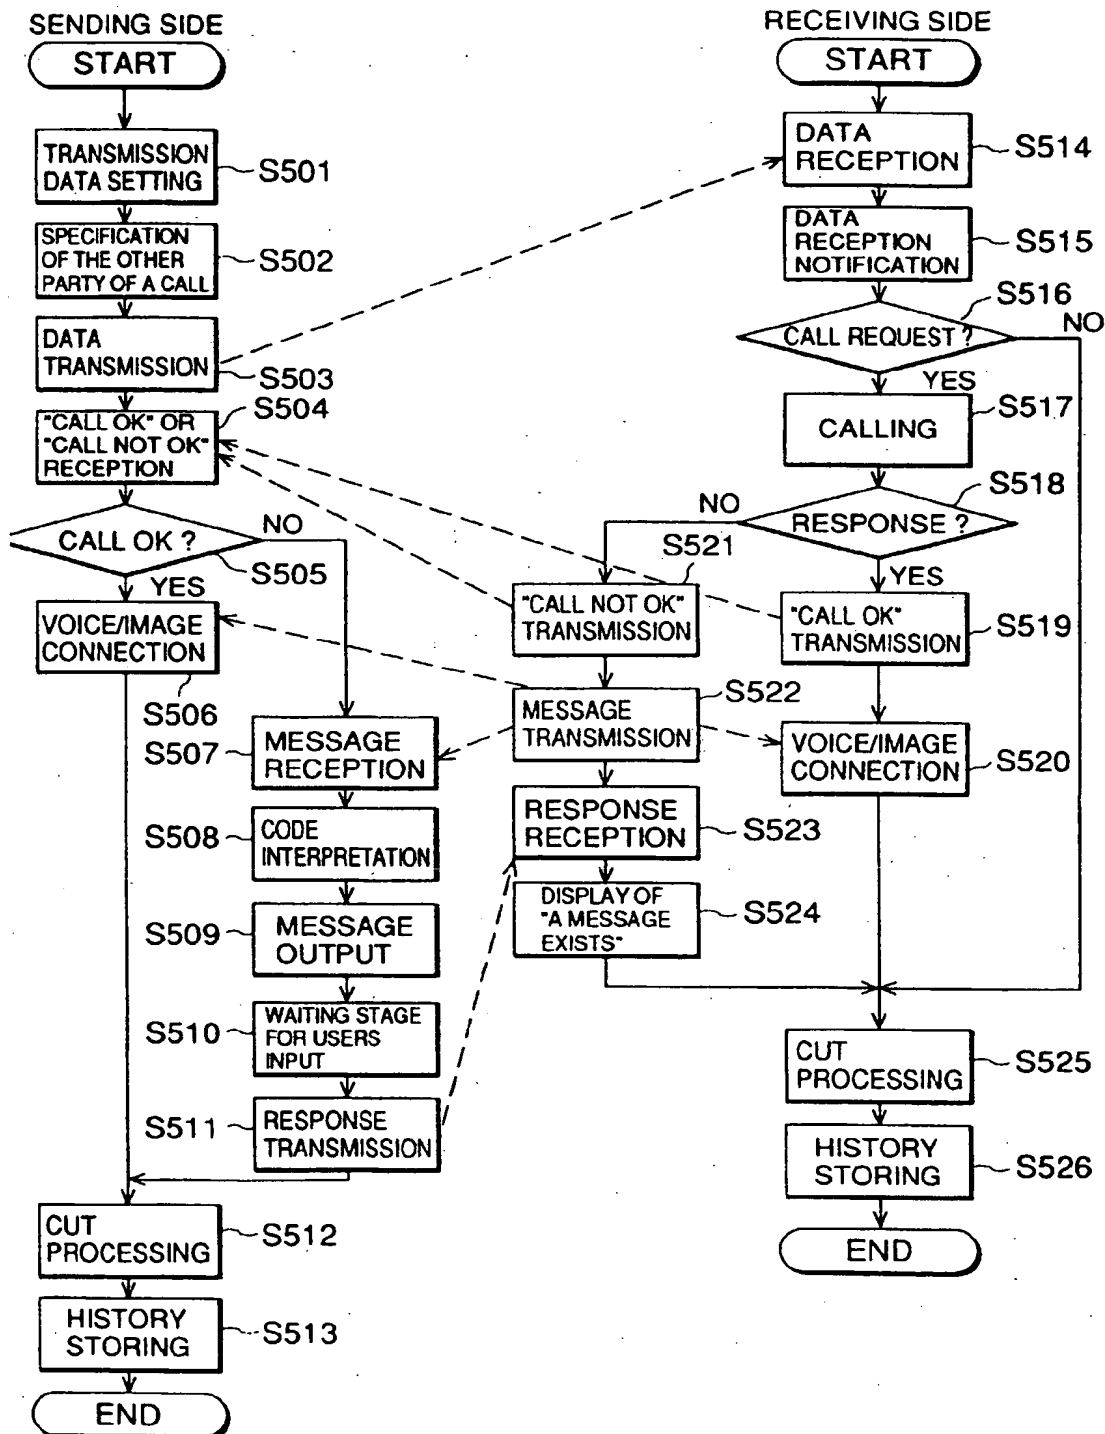 SENDING SIDE
START
TRANSMISSION
DATA SETTING
S501
SPECIFICATION
OF THE OTHER
PARTY OF A CALL
S502
DATA
TRANSMISSION
S503
"CALL OK" OR
"CALL NOT OK"
RECEPTION
S504
CALL OK ?
NO
S505
YES
VOICE/IMAGE
CONNECTION
S506
S507
MESSAGE
RECEPTION
S508
CODE
INTERPRETATION
S509
MESSAGE
OUTPUT
S510
WAITING STAGE
FOR USERS
INPUT
S511
RESPONSE
TRANSMISSION
CUT
PROCESSING
S512
HISTORY
STORING
S513
END
RECEIVING SIDE
START
DATA
RECEPTION
S514
DATA
RECEPTION
NOTIFICATION
S515
S516
CALL REQUEST ?
NO
YES
CALLING
S517
S518
RESPONSE ?
NO
YES
S521
"CALL NOT OK"
TRANSMISSION
"CALL OK"
TRANSMISSION
S519
MESSAGE
TRANSMISSION
S522
VOICE/IMAGE
CONNECTION
S520
RESPONSE
RECEPTION
S523
DISPLAY OF
"A MESSAGE
EXISTS"
S524
CUT
PROCESSING
S525
HISTORY
STORING
S526
END